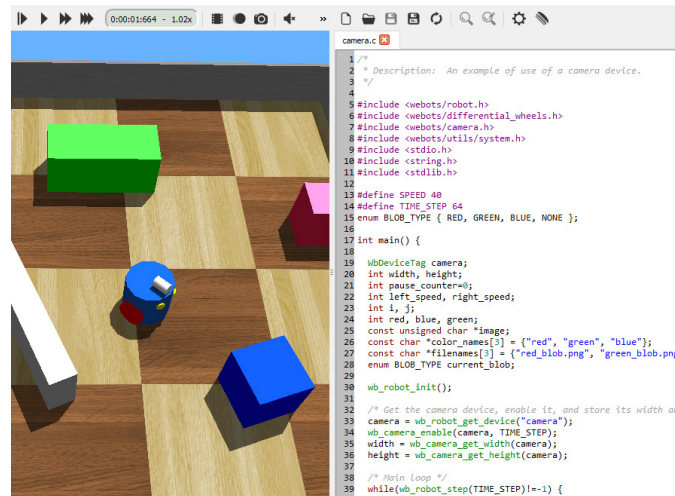 0:00:01:664 - 1.02x
»
camera.c
1 /*
2  * Description:  An example of use of a camera device.
3  */
4
5 #include <webots/robot.h>
6 #include <webots/differential_wheels.h>
7 #include <webots/camera.h>
8 #include <webots/utils/system.h>
9 #include <stdio.h>
10 #include <string.h>
11 #include <stdlib.h>
12
13 #define SPEED 40
14 #define TIME_STEP 64
15 enum BLOB_TYPE { RED, GREEN, BLUE, NONE };
16
17 int main() {
18
19   WbDeviceTag camera;
20   int width, height;
21   int pause_counter=0;
22   int left_speed, right_speed;
23   int i, j;
24   int red, blue, green;
25   const unsigned char *image;
26   const char *color_names[3] = {"red", "green", "blue"};
27   const char *filenames[3] = {"red_blob.png", "green_blob.png
28   enum BLOB_TYPE current_blob;
29
30   wb_robot_init();
31
32   /* Get the camera device, enable it, and store its width a
33   camera = wb_robot_get_device("camera");
34   wb_camera_enable(camera, TIME_STEP);
35   width = wb_camera_get_width(camera);
36   height = wb_camera_get_height(camera);
37
38   /* Main loop */
39   while(wb_robot_step(TIME_STEP)!=-1) {